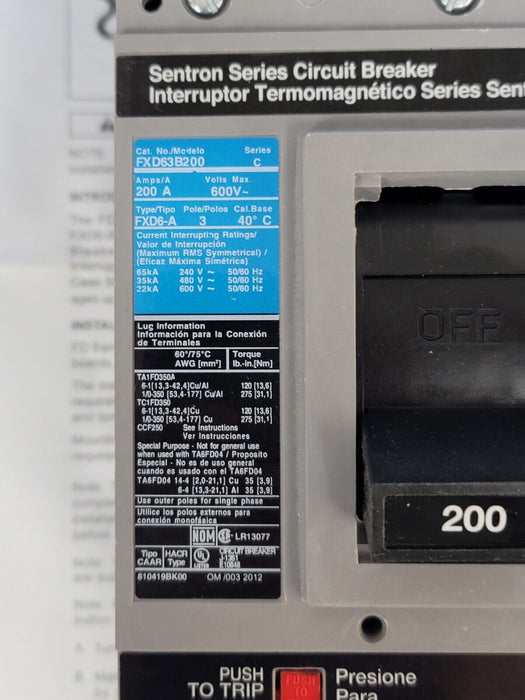 Sentron Series Circuit Breaker
Interruptor Termomagnético Series Sent
Cat. No./Modelo Series
FXD63B200 C
Amps/A Volts Max.
200 A 600V~
Type/Tipo Pole/Polos Cal.Base
FXD6-A 3 40° C
Current Interrupting Ratings/
Valor de Interrupción
(Maximum RMS Symmetrical) /
(Eficaz Máxima Simétrica)
65kA 240 V ~ 50/60 Hz
35kA 480 V ~ 50/60 Hz
22kA 600 V ~ 50/60 Hz
Lug Information
Información para la Conexión
de Terminales
60°/75°C Torque
AWG [mm²] Lb.-in.[Nm]
TA1FD350A
6-1[13,3-42,4]Cu/Al 120 [13,6]
1/0-350 [53,4-177] Cu/Al 275 [31,1]
TC1FD350
6-1[13,3-42,4]Cu 120 [13,6]
1/0-350 [53,4-177] Cu 275 [31,1]
CCF250 See Instructions
Ver Instrucciones
Special Purpose - Not for general use
when used with TA6FD04 / Proposito
Especial - No es de uso general
cuando es usado con el TA6FD04
TA6FD04 14-4 [2,0-21,1] Cu 35 [3,9]
6-4 [13,3-21,1] Al 35 [3,9]
Use outer poles for single phase
Utilice los polos externos para
conexión monofásica
NOM LR13077
Tipo CAAR HACR Type UL LISTED CIRCUIT BREAKER J-1361 E10848
810419BK00 OM /003 2012
OFF
200
PUSH TO TRIP
PUSH TO
Presione Para